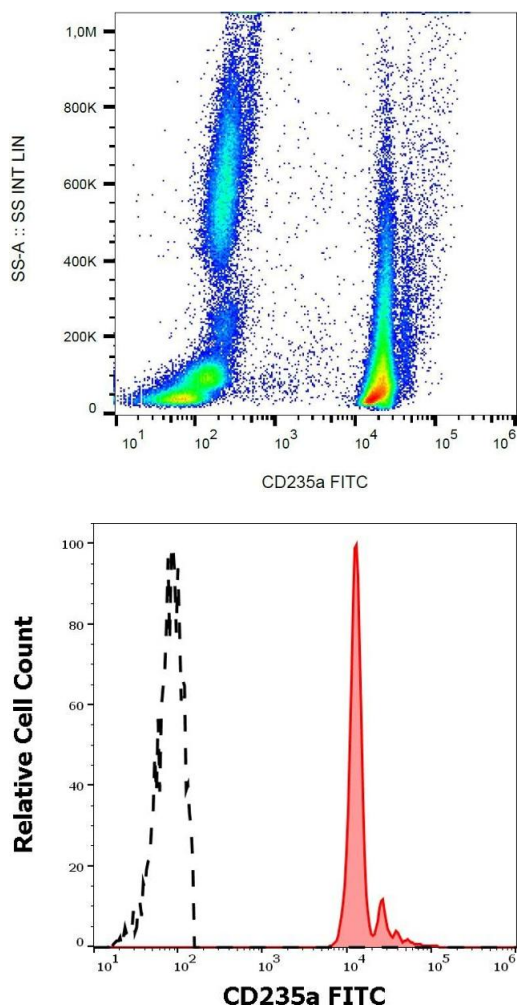 1,0M
800K
600K
400K
200K
0
SS-A :: SS INT LIN
10¹ 10² 10³ 10⁴ 10⁵ 10⁶
CD235a FITC
100
80
60
40
20
0
Relative Cell Count
10¹ 10² 10³ 10⁴ 10⁵ 10⁶
CD235a FITC